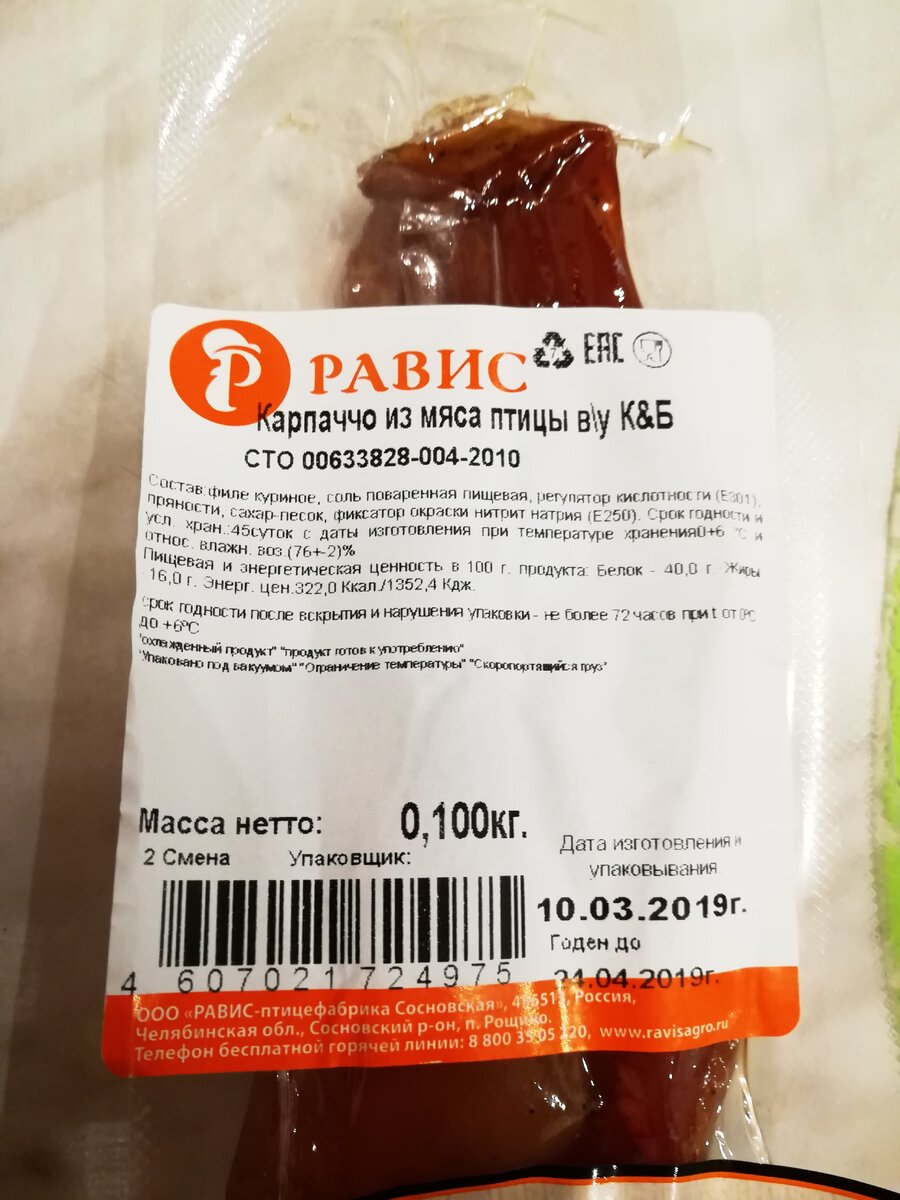 РАВИС
ЕАС
Карпаччо из мяса птицы в\у К&Б
СТО 00633828-004-2010
Состав:филе куриное, соль поваренная пищевая, регулятор кислотности (Е301),
пряности, сахар-песок, фиксатор окраски нитрит натрия (Е250). Срок годности и
усл. хран.:45суток с даты изготовления при температуре хранения0+6 °С и
относ. влажн. воз.(76+-2)%
Пищевая и энергетическая ценность в 100 г. продукта: Белок - 40,0 г. Жиры
- 16,0 г. Энерг. цен.322,0 Ккал./1352,4 Кдж.
срок годности после вскрытия и нарушения упаковки - не более 72 часов при t от 0°С
до +6°С
"охлажденный продукт" "продукт готов к употреблению"
"Упаковано под вакуумом" "Ограничение температуры" "Скоропортящийся груз"
Масса нетто: 0,100кг.
2 Смена Упаковщик:
Дата изготовления и
упаковывания
10.03.2019г.
Годен до
24.04.2019г.
4 607021 724975
ООО «РАВИС-птицефабрика Сосновская», Россия,
Челябинская обл., Сосновский р-он, п. Рощино.
Телефон бесплатной горячей линии: 8 800 35 05 www.ravisagro.ru